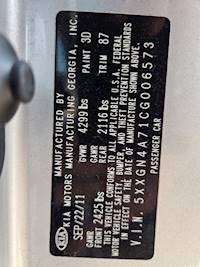 MANUFACTURED BY
KIA MOTORS MANUFACTURING GEORGIA, INC.
SEP/22/11 GVWR 4299 lbs PAINT 3D
GAWR FRONT 2425 lbs GAWR REAR 2116 lbs TRIM 87
THIS VEHICLE CONFORMS TO ALL APPLICABLE U.S.A. FEDERAL
MOTOR VEHICLE SAFETY, BUMPER, AND THEFT PREVENTION STANDARDS
IN EFFECT ON THE DATE OF MANUFACTURE SHOWN ABOVE.
V.I.N. 5XXGN4A71CG006573
PASSENGER CAR
KIA